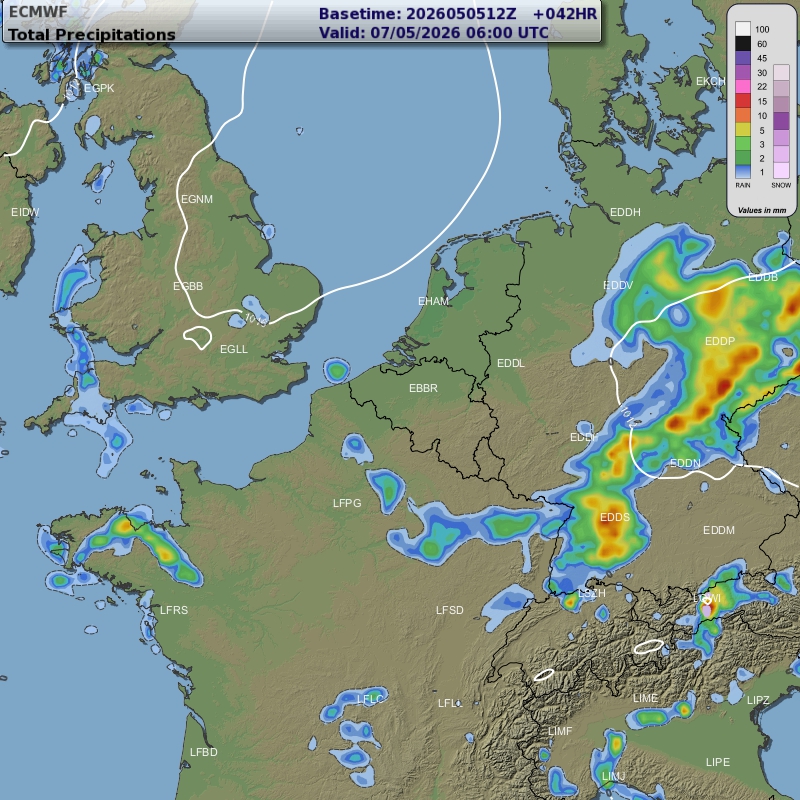 ECMWF
Basetime: 2026050512Z +042HR
Total Precipitations
Valid: 07/05/2026 06:00 UTC
100
60
45
30
22
15
10
5
3
2
1
RAIN SNOW
Values in mm
EGPK
EKCH
EIDW
EGNM
EDDH
EGBB
EDDV
EDDB
EHAM
EGLL
EDDP
EDDL
EBBR
EDDN
LFPG
EDDS
EDDM
LSZH
LFRS
LFSD
LFLC
LFLL
LIME
LIPZ
LIMF
LFBD
LIPE
LIMJ